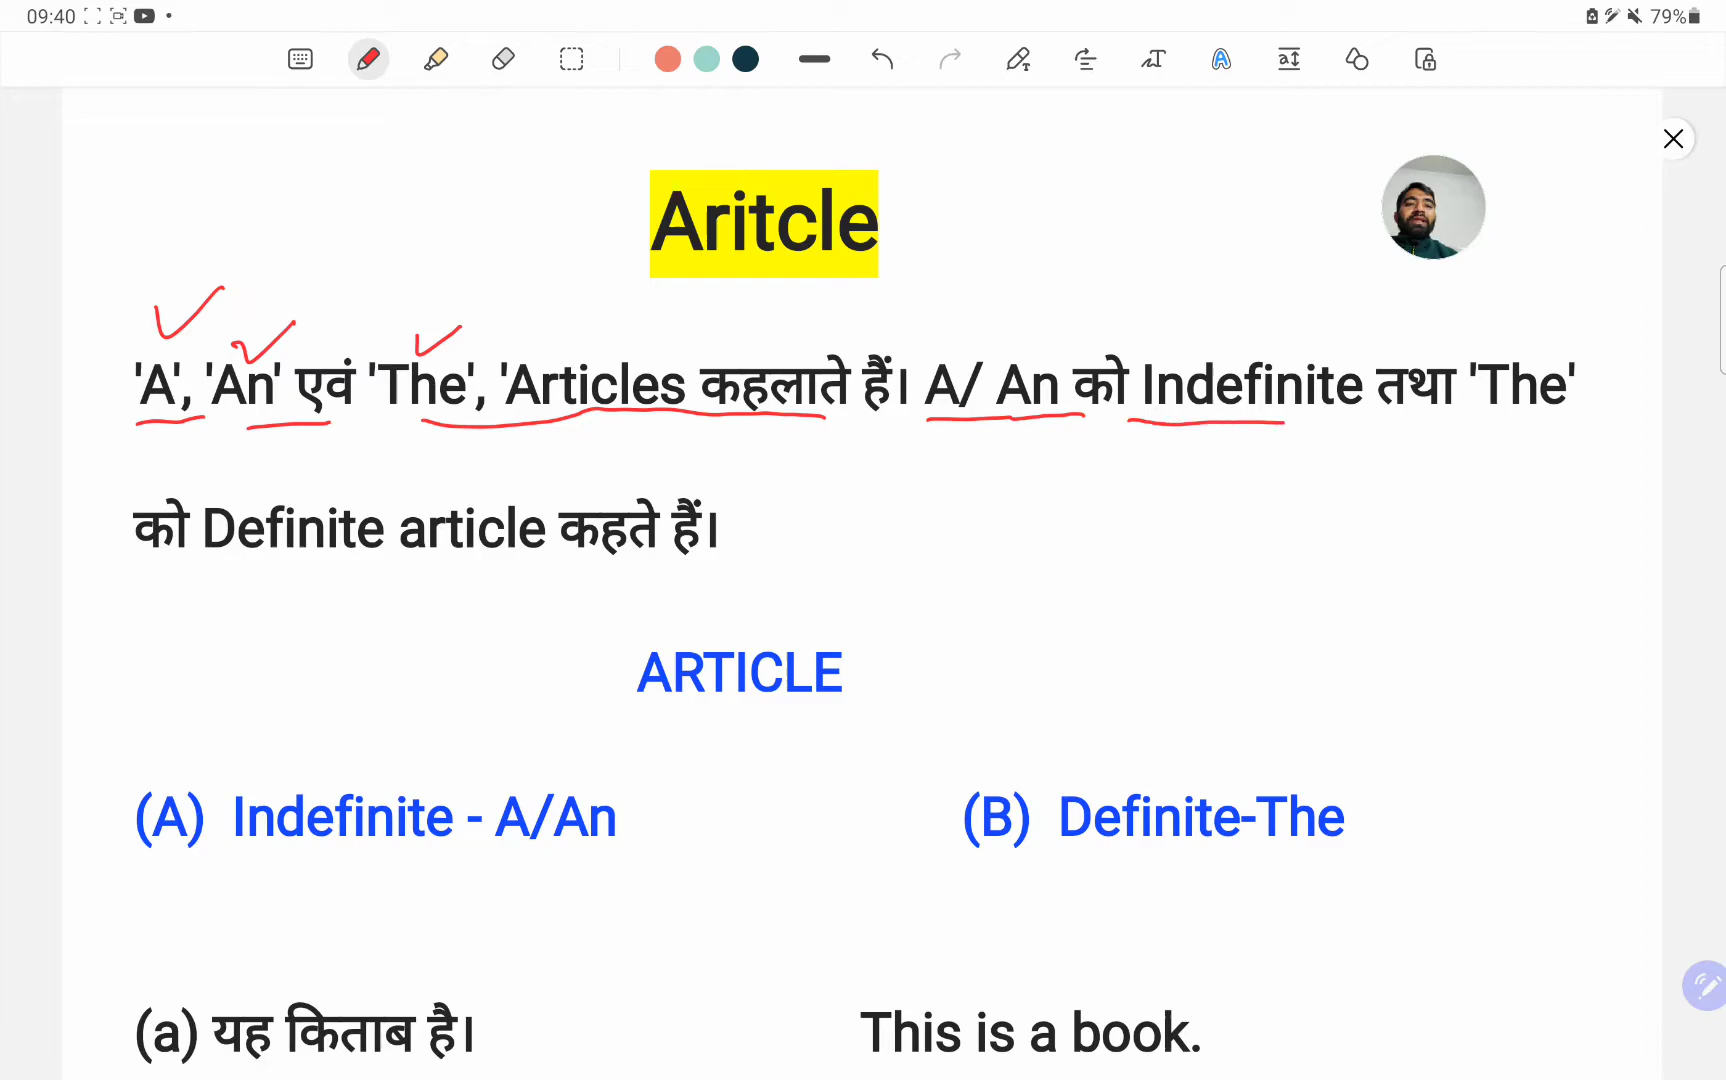 09:40
79%
Aritcle
'A', 'An' एवं 'The', 'Articles कहलाते हैं। A/ An को Indefinite तथा 'The'
को Definite article कहते हैं।
ARTICLE
(A) Indefinite - A/An (B) Definite-The
(a) यह किताब है। This is a book.